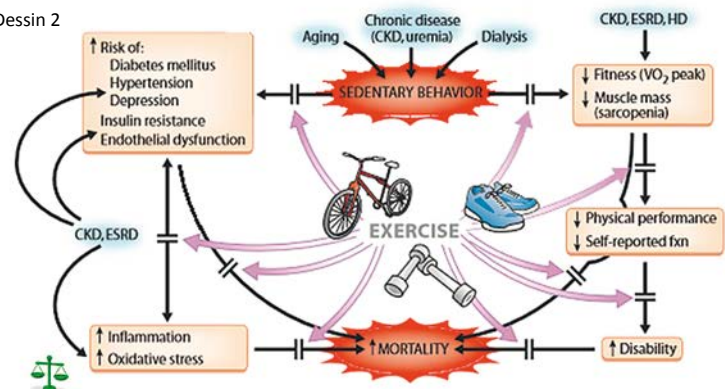 Dessin 2
Chronic disease
(CKD, uremia)
Aging
Dialysis
CKD, ESRD, HD
↑ Risk of:
Diabetes mellitus
Hypertension
Depression
Insulin resistance
Endothelial dysfunction
SEDENTARY BEHAVIOR
↓ Fitness (VO₂ peak)
↓ Muscle mass
(sarcopenia)
CKD, ESRD
EXERCISE
↓ Physical performance
↓ Self-reported fxn
↑ Inflammation
↑ Oxidative stress
↑ MORTALITY
↑ Disability